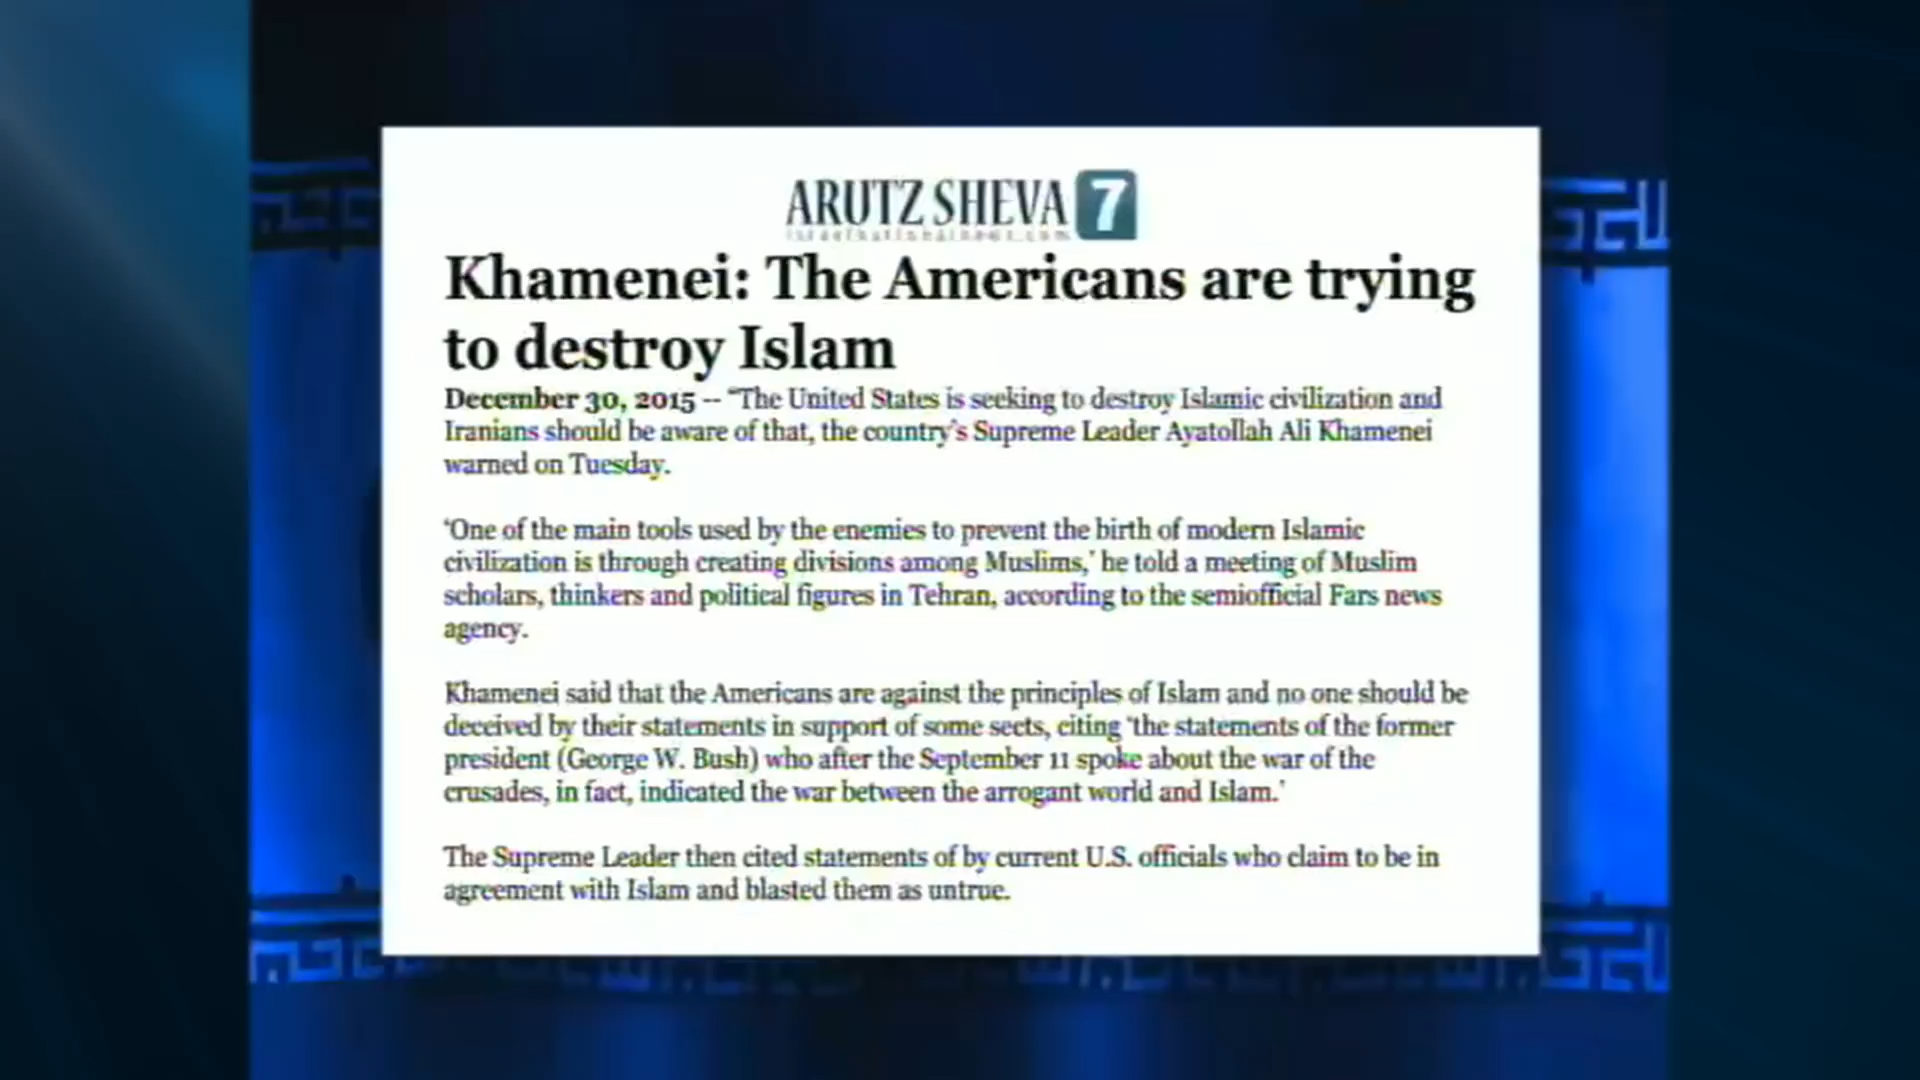 ARUTZ SHEVA 7
israelnationalnews.com
Khamenei: The Americans are trying
to destroy Islam
December 30, 2015 -- "The United States is seeking to destroy Islamic civilization and
Iranians should be aware of that, the country's Supreme Leader Ayatollah Ali Khamenei
warned on Tuesday.
'One of the main tools used by the enemies to prevent the birth of modern Islamic
civilization is through creating divisions among Muslims,' he told a meeting of Muslim
scholars, thinkers and political figures in Tehran, according to the semiofficial Fars news
agency.
Khamenei said that the Americans are against the principles of Islam and no one should be
deceived by their statements in support of some sects, citing 'the statements of the former
president (George W. Bush) who after the September 11 spoke about the war of the
crusades, in fact, indicated the war between the arrogant world and Islam.'
The Supreme Leader then cited statements of by current U.S. officials who claim to be in
agreement with Islam and blasted them as untrue.